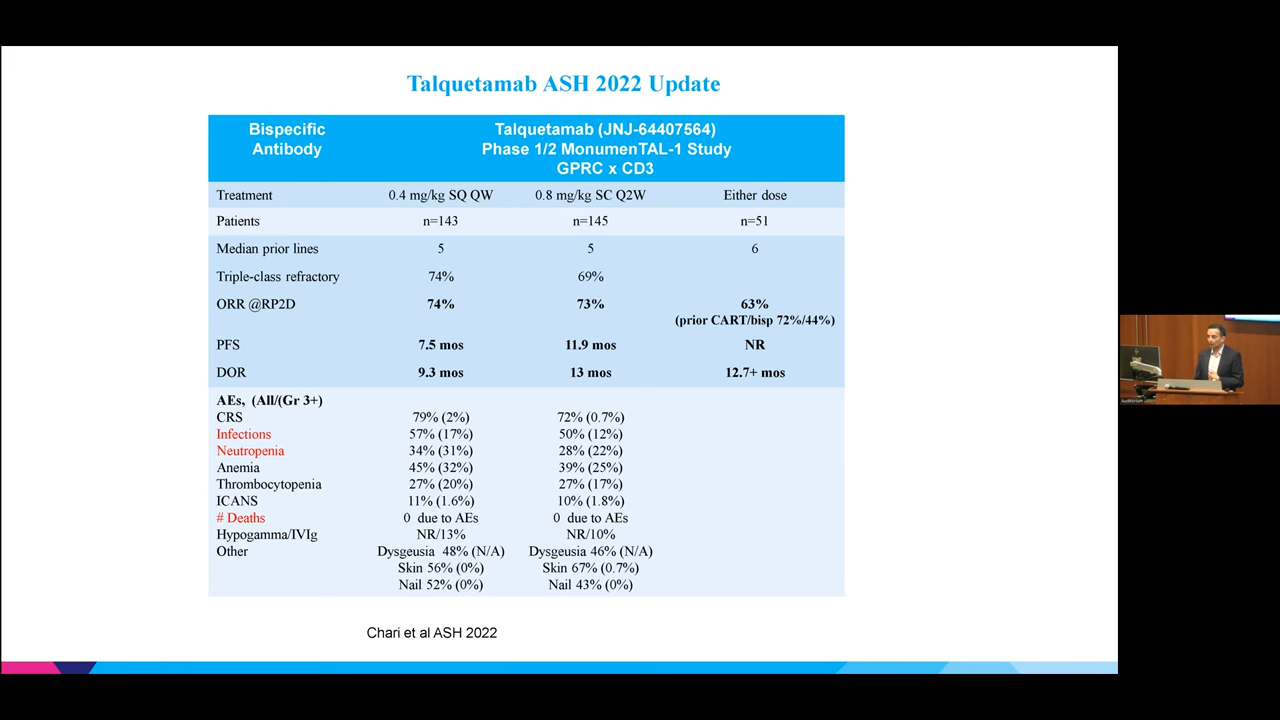 Talquetamab ASH 2022 Update
Bispecific Antibody
Talquetamab (JNJ-64407564)
Phase 1/2 MonumenTAL-1 Study
GPRC x CD3
Treatment 0.4 mg/kg SQ QW 0.8 mg/kg SC Q2W Either dose
Patients n=143 n=145 n=51
Median prior lines 5 5 6
Triple-class refractory 74% 69%
ORR @RP2D 74% 73% 63%
(prior CART/bisp 72%/44%)
PFS 7.5 mos 11.9 mos NR
DOR 9.3 mos 13 mos 12.7+ mos
AEs, (All/(Gr 3+)
CRS 79% (2%) 72% (0.7%)
Infections 57% (17%) 50% (12%)
Neutropenia 34% (31%) 28% (22%)
Anemia 45% (32%) 39% (25%)
Thrombocytopenia 27% (20%) 27% (17%)
ICANS 11% (1.6%) 10% (1.8%)
# Deaths 0 due to AEs 0 due to AEs
Hypogamma/IVIg NR/13% NR/10%
Other Dysgeusia 48% (N/A) Dysgeusia 46% (N/A)
Skin 56% (0%) Skin 67% (0.7%)
Nail 52% (0%) Nail 43% (0%)
Chari et al ASH 2022
Auditorium